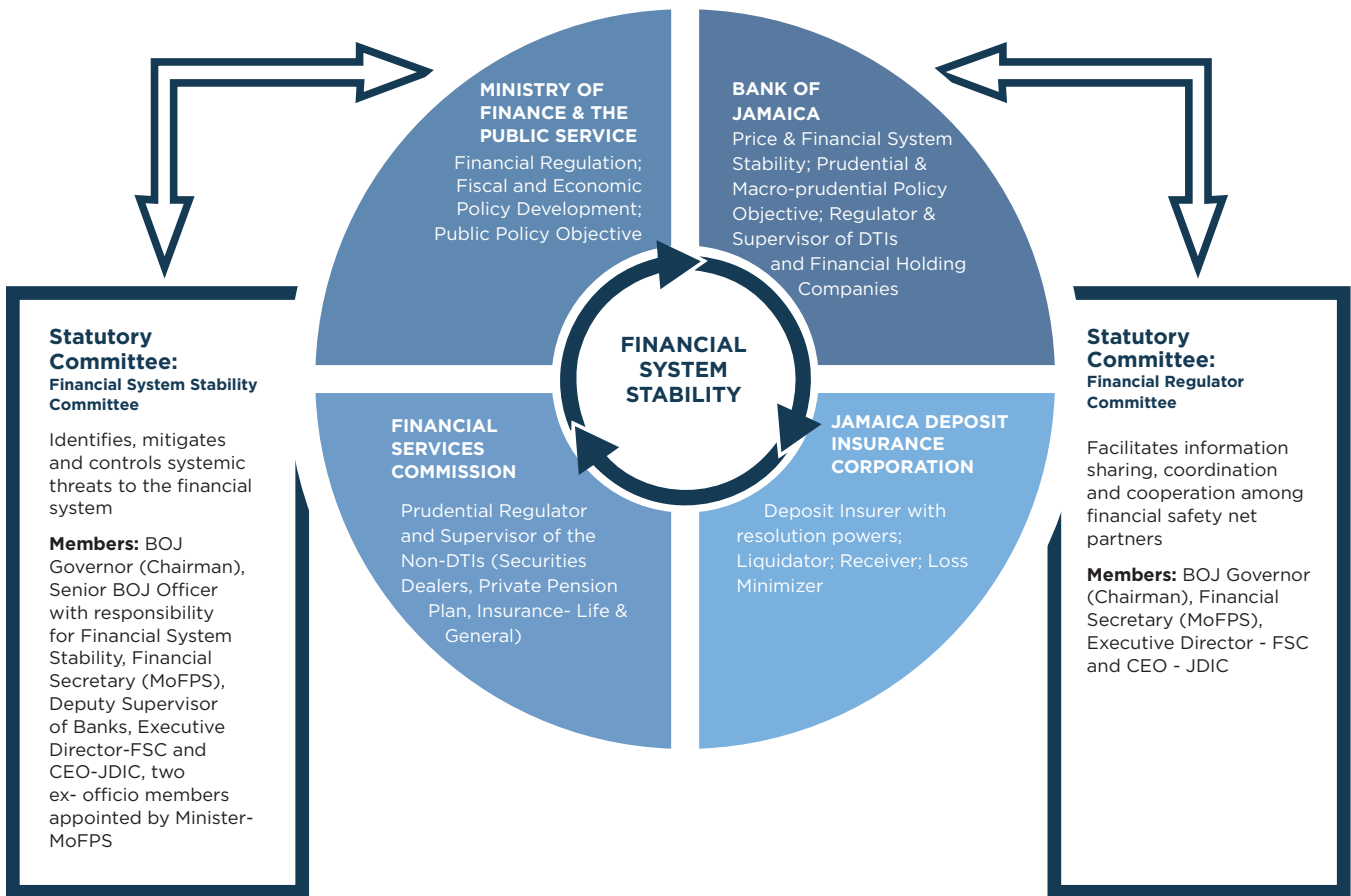 MINISTRY OF
FINANCE & THE
PUBLIC SERVICE
Financial Regulation;
Fiscal and Economic
Policy Development;
Public Policy Objective
BANK OF
JAMAICA
Price & Financial System
Stability; Prudential &
Macro-prudential Policy
Objective; Regulator &
Supervisor of DTIs
and Financial Holding
Companies
FINANCIAL
SYSTEM
STABILITY
FINANCIAL
SERVICES
COMMISSION
Prudential Regulator
and Supervisor of the
Non-DTIs (Securities
Dealers, Private Pension
Plan, Insurance- Life &
General)
JAMAICA DEPOSIT
INSURANCE
CORPORATION
Deposit Insurer with
resolution powers;
Liquidator; Receiver; Loss
Minimizer
Statutory
Committee:
Financial System Stability
Committee
Identifies, mitigates
and controls systemic
threats to the financial
system
Members: BOJ
Governor (Chairman),
Senior BOJ Officer
with responsibility
for Financial System
Stability, Financial
Secretary (MoFPS),
Deputy Supervisor
of Banks, Executive
Director-FSC and
CEO-JDIC, two
ex- officio members
appointed by Minister-
MoFPS
Statutory
Committee:
Financial Regulator
Committee
Facilitates information
sharing, coordination
and cooperation among
financial safety net
partners
Members: BOJ Governor
(Chairman), Financial
Secretary (MoFPS),
Executive Director - FSC
and CEO - JDIC